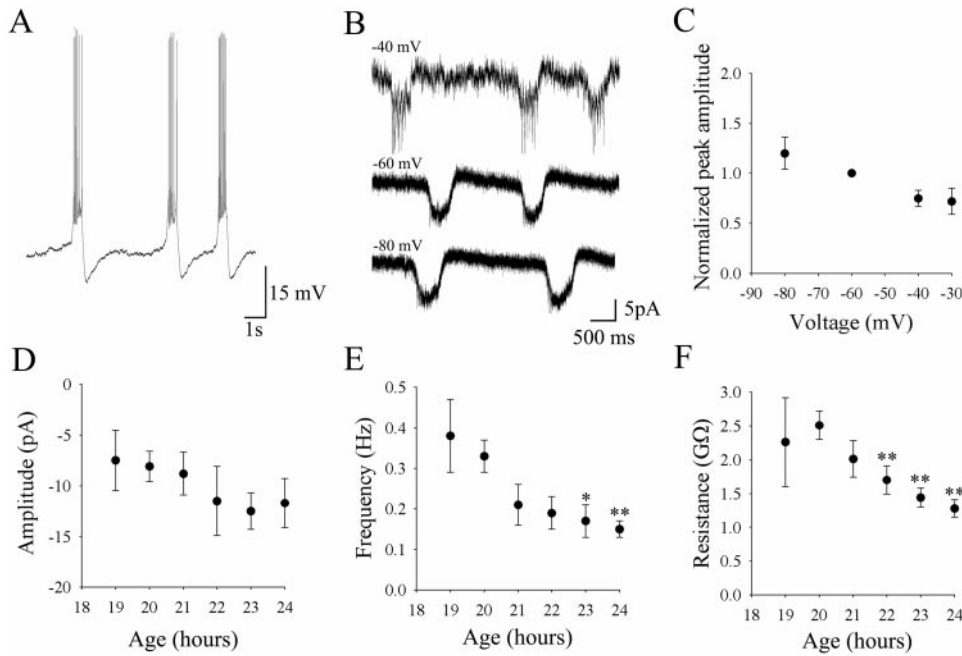 A
15 mV
1s
B
-40 mV
-60 mV
-80 mV
5pA
500 ms
C
Normalized peak amplitude
2.0
1.5
1.0
0.5
0.0
-90 -80 -70 -60 -50 -40 -30
Voltage (mV)
D
Amplitude (pA)
0
-5
-10
-15
-20
18 19 20 21 22 23 24
Age (hours)
E
Frequency (Hz)
0.5
0.4
0.3
0.2
0.1
0.0
* **
18 19 20 21 22 23 24
Age (hours)
F
Resistance (GΩ)
3.0
2.5
2.0
1.5
1.0
0.5
0.0
** ** **
18 19 20 21 22 23 24
Age (hours)